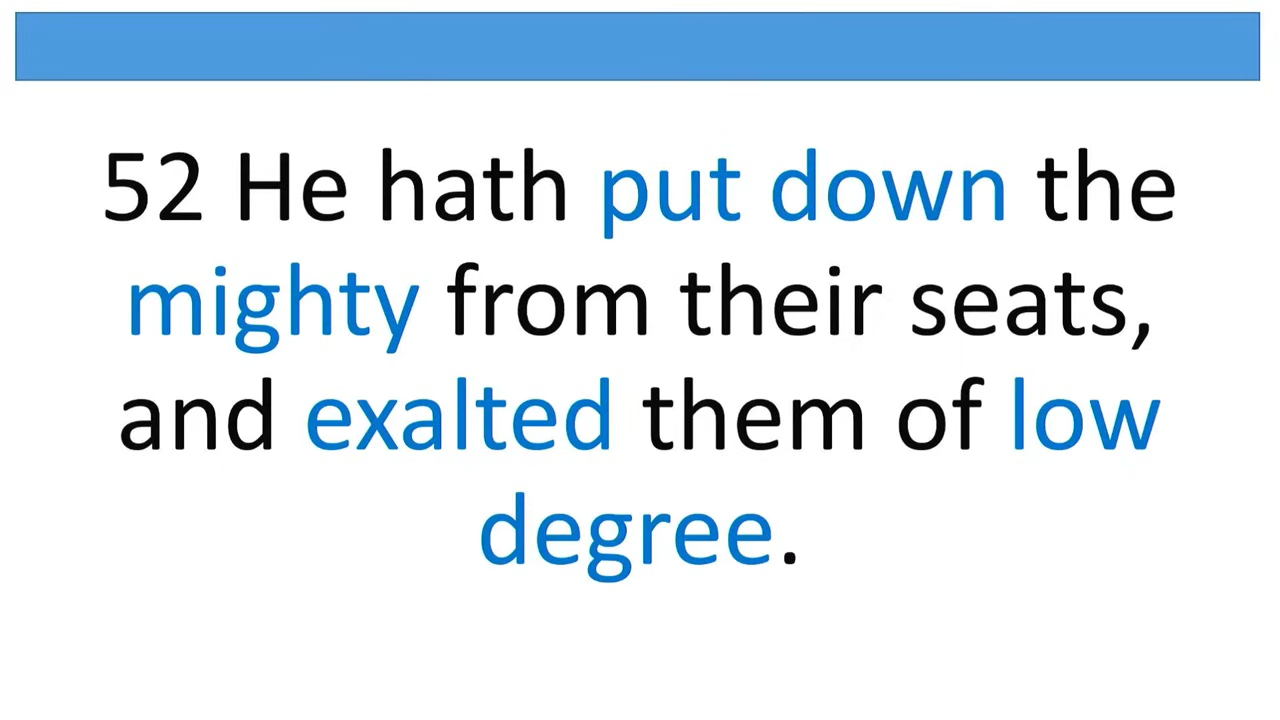 52 He hath put down the
mighty from their seats,
and exalted them of low
degree.